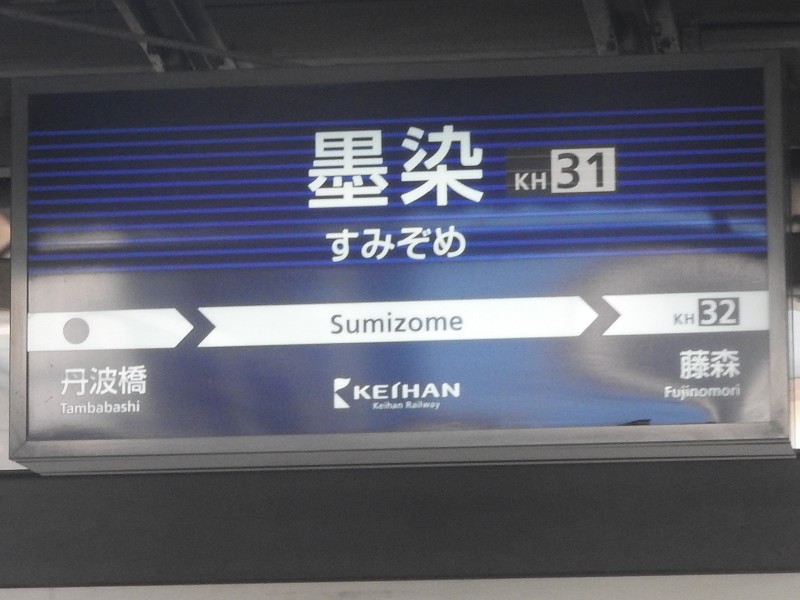 墨染 KH 31
すみぞめ
Sumizome
KH 32
丹波橋
Tambabashi
KEIHAN
Keihan Railway
藤森
Fujinomori